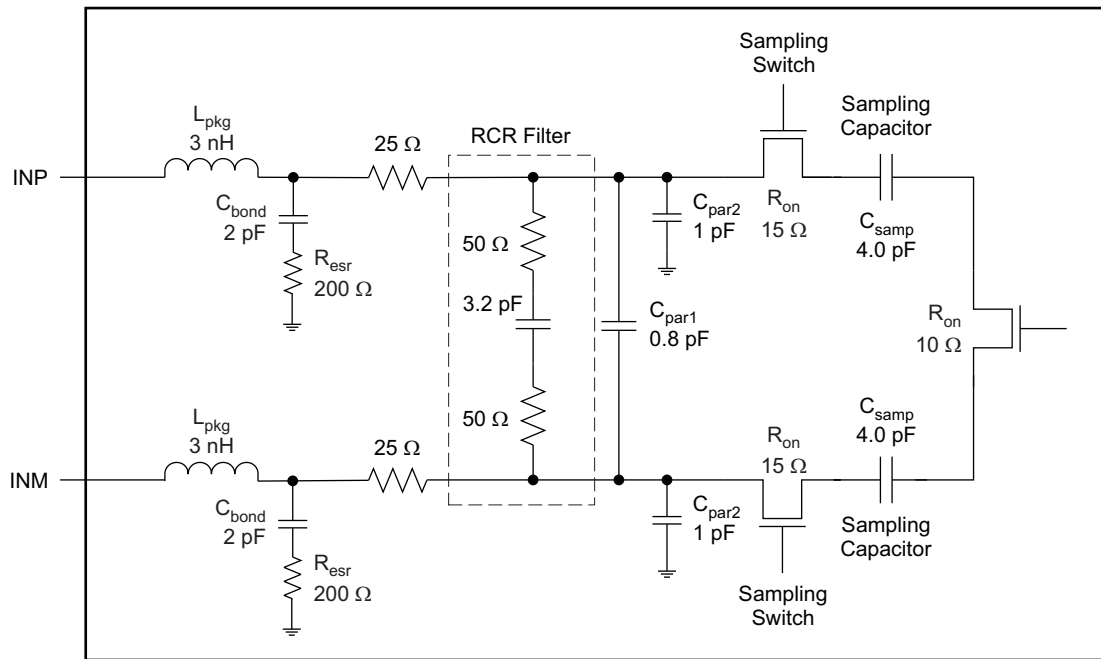 Sampling
Switch
Sampling
Capacitor
L_pkg
3 nH
25 Ω
RCR Filter
INP
C_bond
2 pF
R_esr
200 Ω
50 Ω
3.2 pF
50 Ω
C_par1
0.8 pF
C_par2
1 pF
R_on
15 Ω
C_samp
4.0 pF
R_on
10 Ω
L_pkg
3 nH
25 Ω
INM
C_bond
2 pF
R_esr
200 Ω
C_par2
1 pF
R_on
15 Ω
C_samp
4.0 pF
Sampling
Capacitor
Sampling
Switch